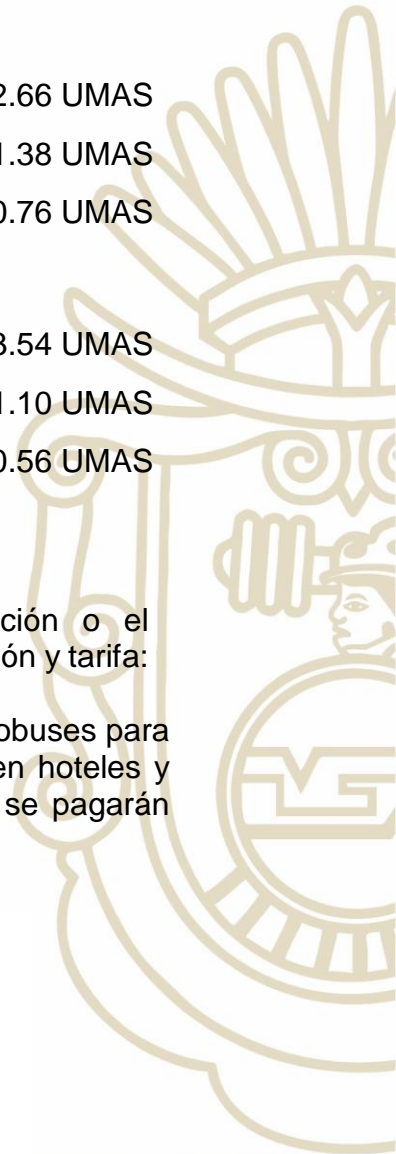 2.66 UMAS
1.38 UMAS
0.76 UMAS
3.54 UMAS
1.10 UMAS
0.56 UMAS
ción o el
ón y tarifa:
obuses para
en hoteles y
se pagarán